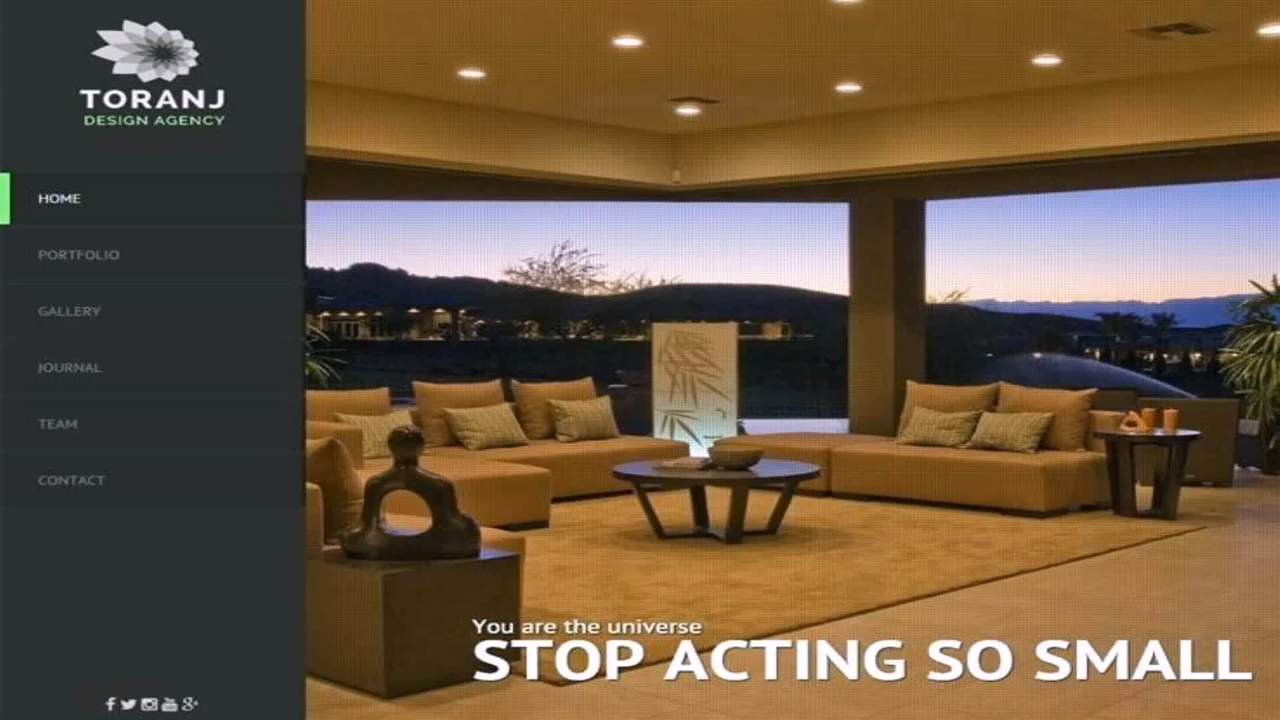 TORANJ
DESIGN AGENCY
HOME
PORTFOLIO
GALLERY
JOURNAL
TEAM
CONTACT
You are the universe
STOP ACTING SO SMALL